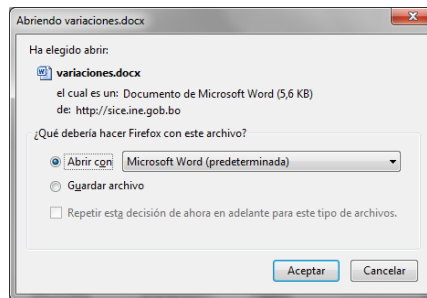 Abriendo variaciones.docx
Ha elegido abrir:
variaciones.docx
el cual es un: Documento de Microsoft Word (5,6 KB)
de: http://sice.ine.gob.bo
¿Qué debería hacer Firefox con este archivo?
Abrir con Microsoft Word (predeterminada)
Guardar archivo
Repetir esta decisión de ahora en adelante para este tipo de archivos.
Aceptar Cancelar